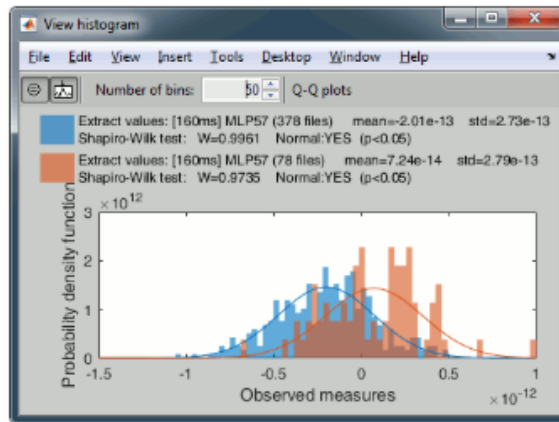 View histogram
File Edit View Insert Tools Desktop Window Help
Number of bins: 50 Q-Q plots
Extract values: [160ms] MLP57 (378 files) mean=-2.01e-13 std=2.73e-13
Shapiro-Wilk test: W=0.9961 Normal:YES (p<0.05)
Extract values: [160ms] MLP57 (78 files) mean=7.24e-14 std=2.79e-13
Shapiro-Wilk test: W=0.9735 Normal:YES (p<0.05)
× 10^12
Probability density function
3
2
1
0
-1.5 -1 -0.5 0 0.5 1
Observed measures × 10^-12